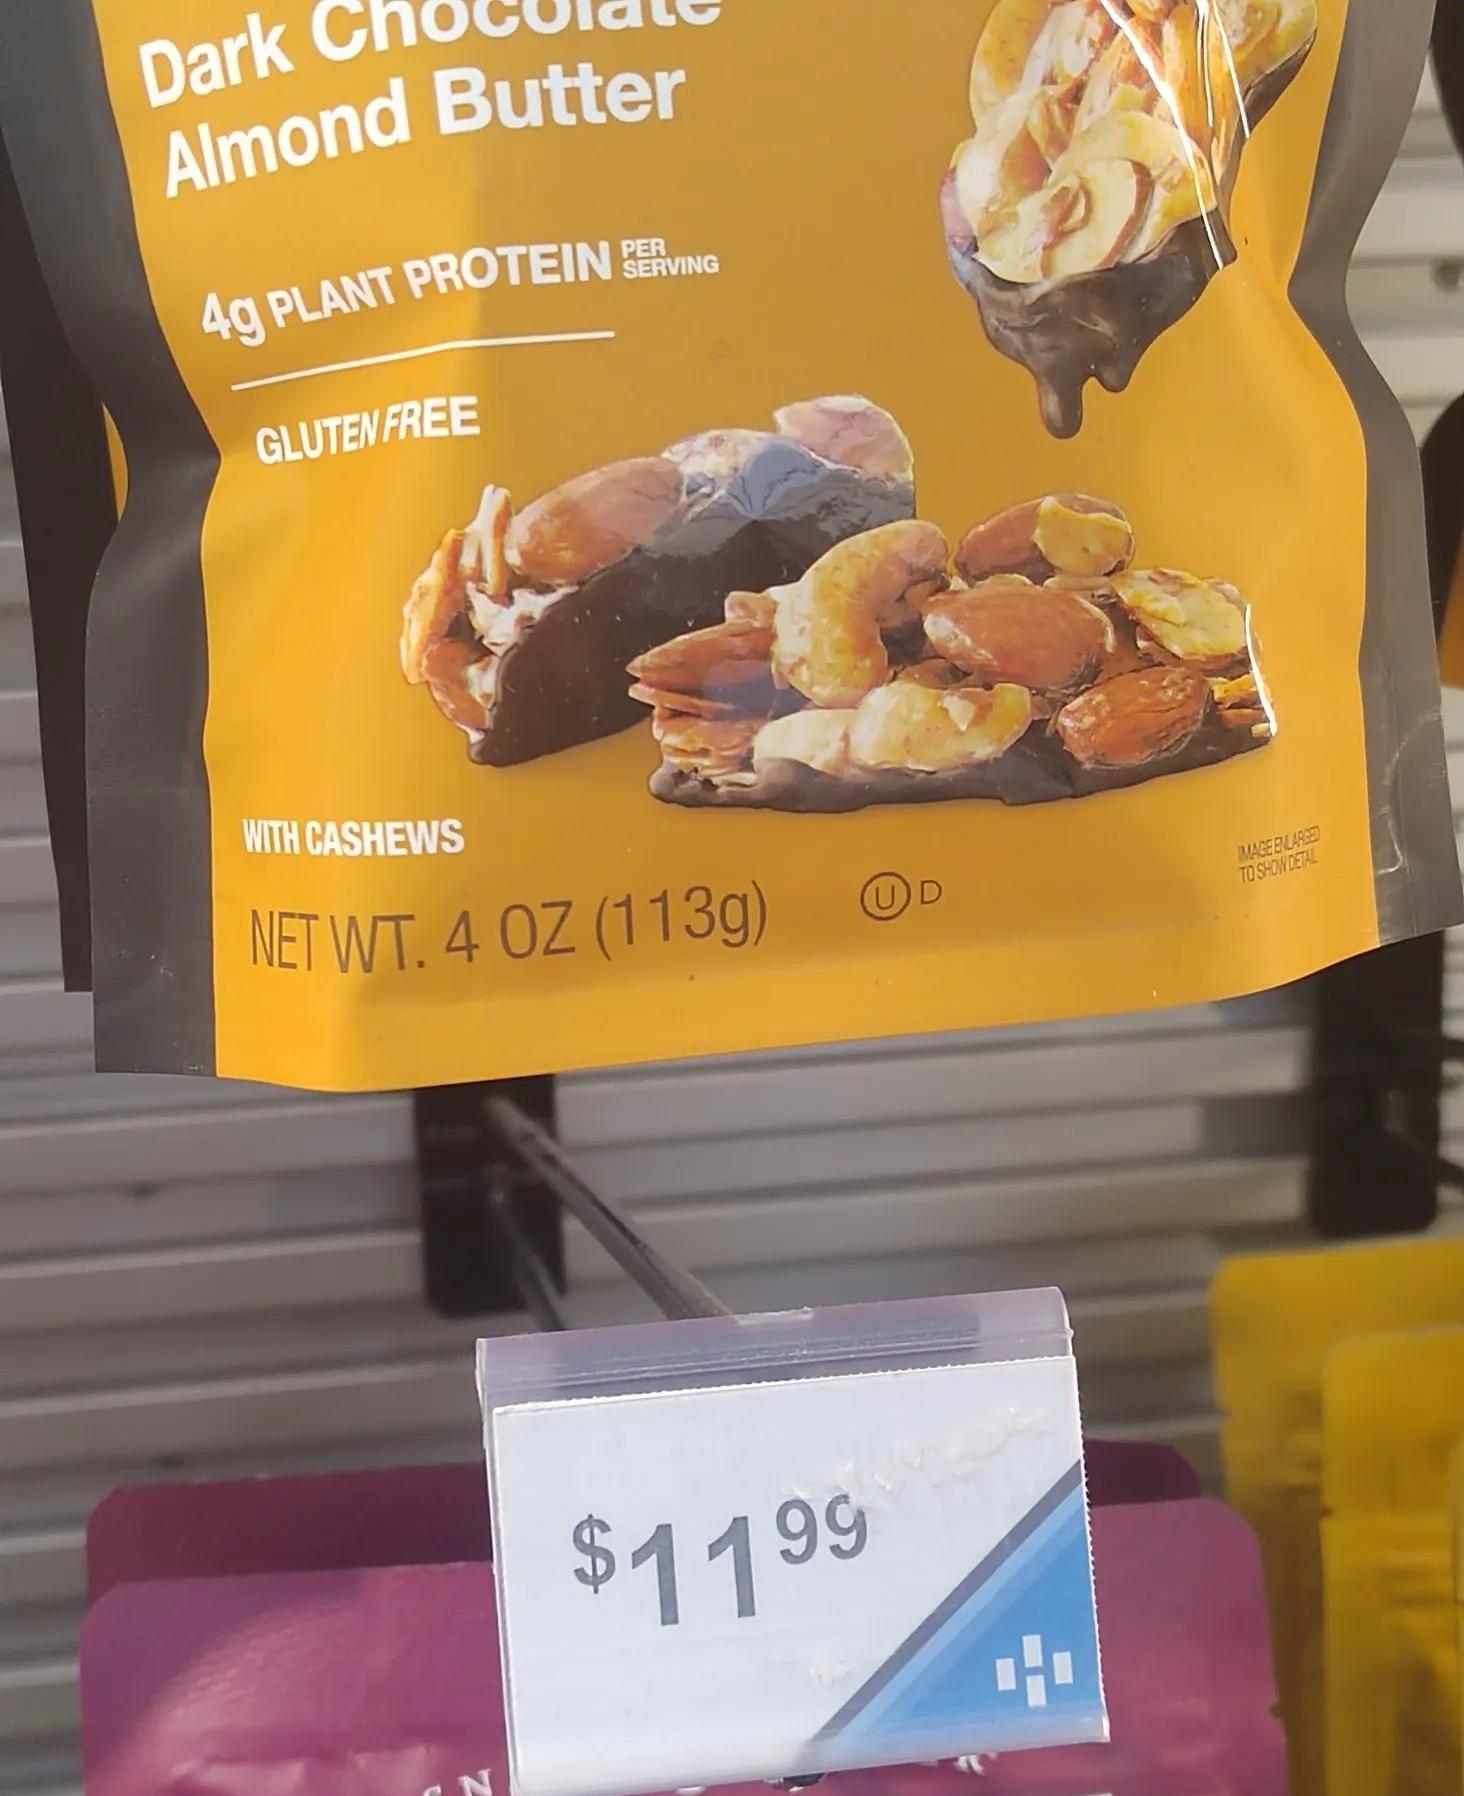 Dark Chocolate
Almond Butter
4g PLANT PROTEIN PER SERVING
GLUTEN FREE
WITH CASHEWS
NET WT. 4 OZ (113g)
U D
IMAGE ENLARGED
TO SHOW DETAIL
$11 99